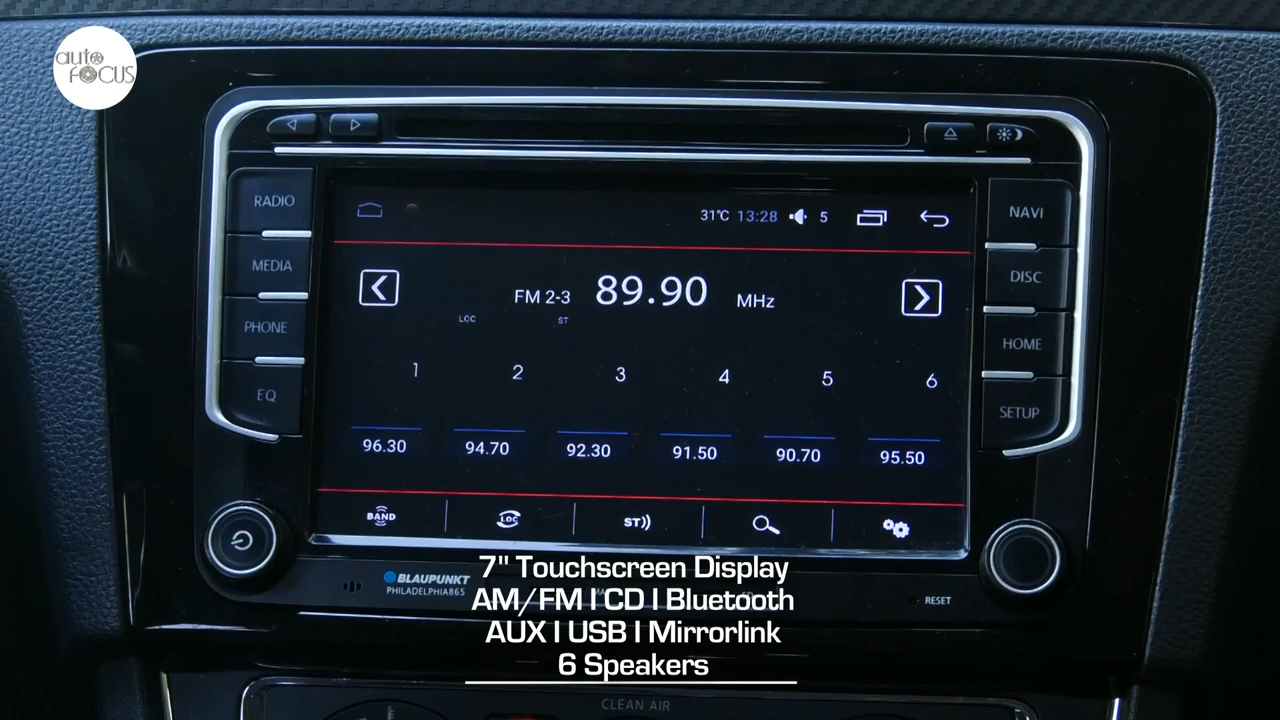 auto
FOCUS
RADIO
MEDIA
PHONE
EQ
NAVI
DISC
HOME
SETUP
31°C 13:28 5
FM 2-3 89.90 MHz
LOC ST
1 2 3 4 5 6
96.30 94.70 92.30 91.50 90.70 95.50
BAND LOC ST))
BLAUPUNKT
PHILADELPHIA865
RESET
7" Touchscreen Display
AM/FM I CD I Bluetooth
AUX I USB I Mirrorlink
6 Speakers
CLEAN AIR